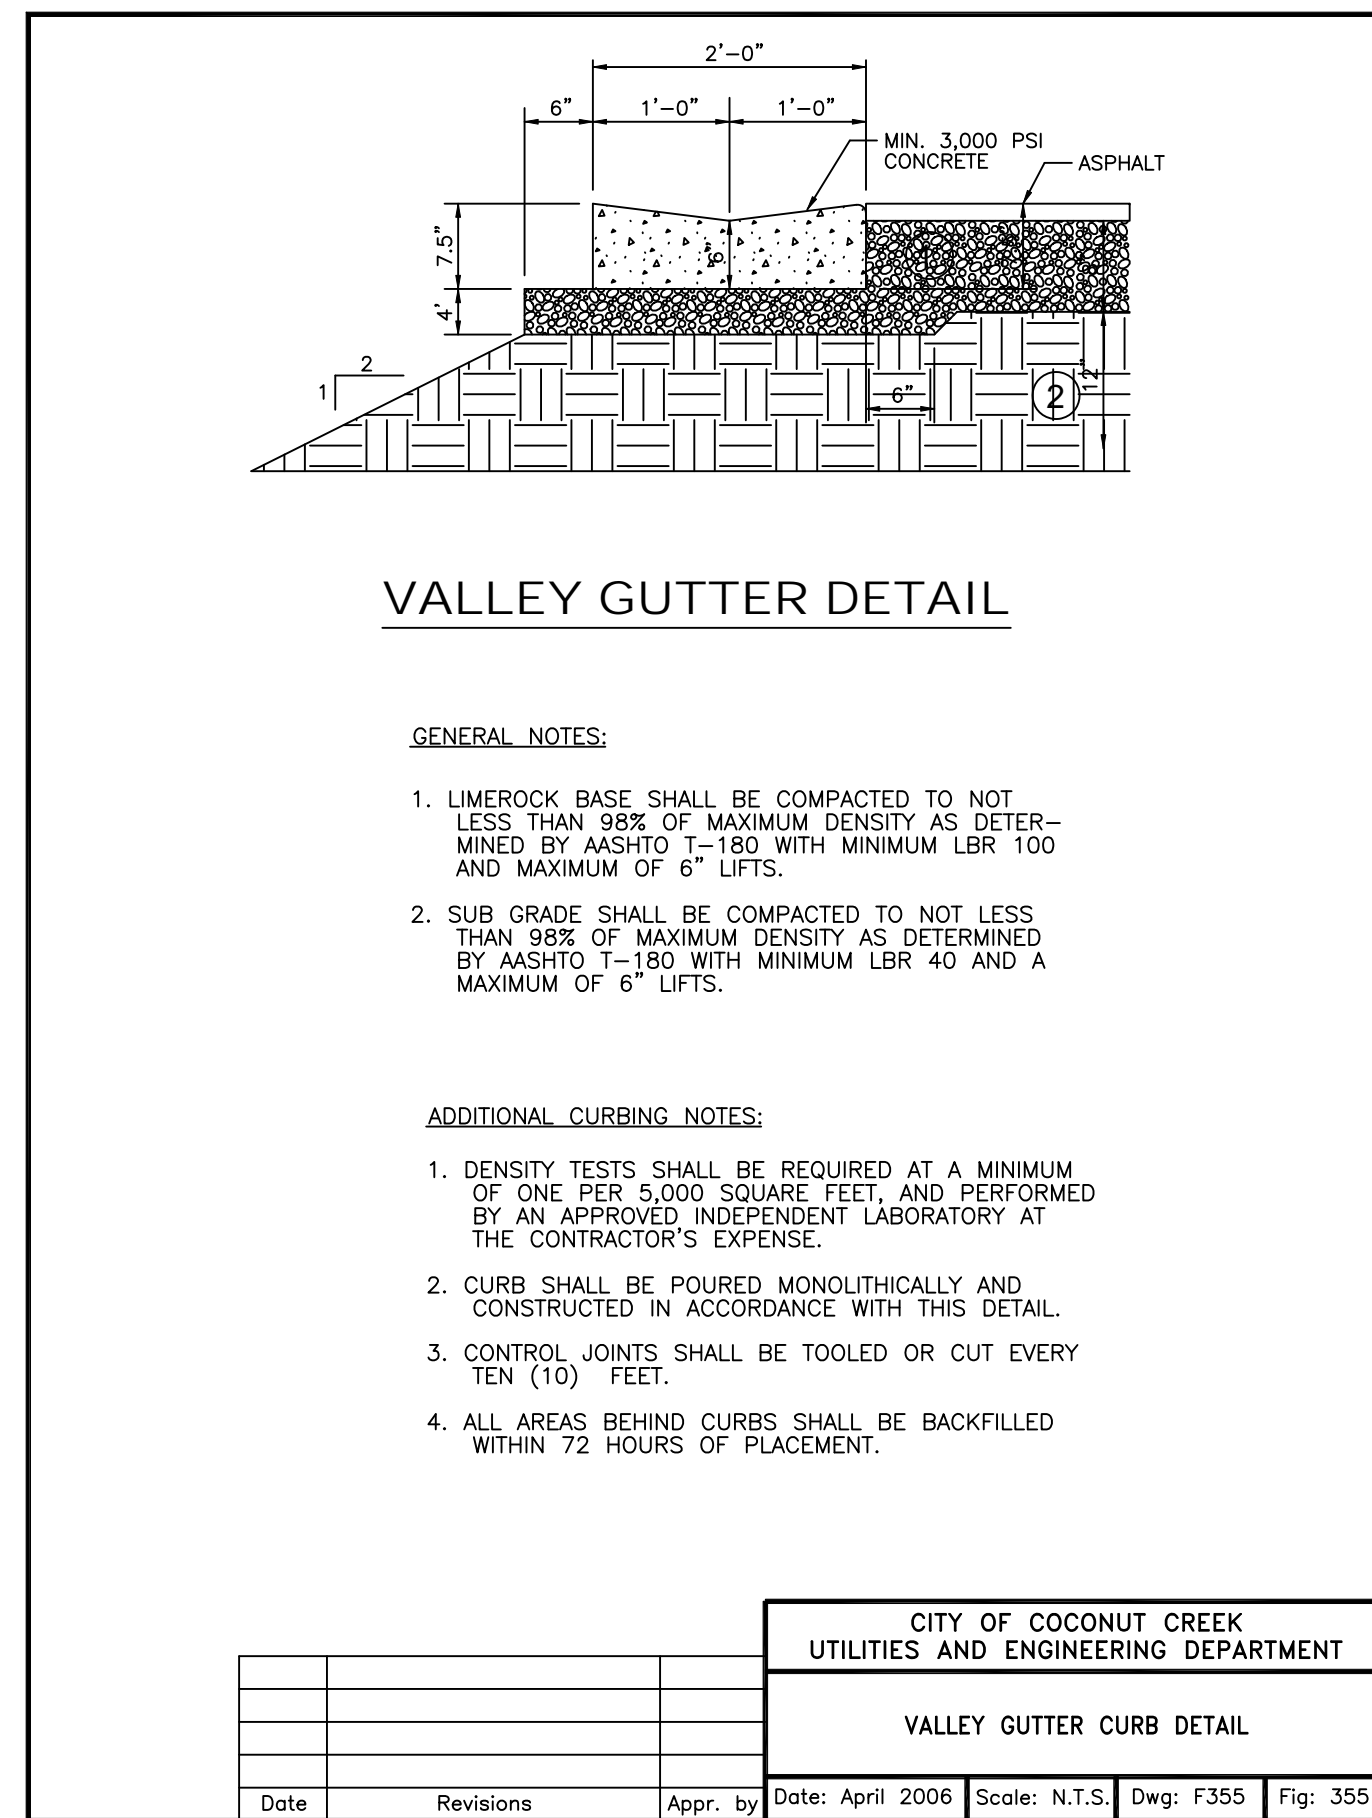 2'-0"
6" 1'-0" 1'-0"
MIN. 3,000 PSI
CONCRETE
ASPHALT
7.5"
6"
4'
2
1
6"
2
12"
VALLEY GUTTER DETAIL
GENERAL NOTES:
1. LIMEROCK BASE SHALL BE COMPACTED TO NOT
LESS THAN 98% OF MAXIMUM DENSITY AS DETER-
MINED BY AASHTO T-180 WITH MINIMUM LBR 100
AND MAXIMUM OF 6" LIFTS.
2. SUB GRADE SHALL BE COMPACTED TO NOT LESS
THAN 98% OF MAXIMUM DENSITY AS DETERMINED
BY AASHTO T-180 WITH MINIMUM LBR 40 AND A
MAXIMUM OF 6" LIFTS.
ADDITIONAL CURBING NOTES:
1. DENSITY TESTS SHALL BE REQUIRED AT A MINIMUM
OF ONE PER 5,000 SQUARE FEET, AND PERFORMED
BY AN APPROVED INDEPENDENT LABORATORY AT
THE CONTRACTOR'S EXPENSE.
2. CURB SHALL BE POURED MONOLITHICALLY AND
CONSTRUCTED IN ACCORDANCE WITH THIS DETAIL.
3. CONTROL JOINTS SHALL BE TOOLED OR CUT EVERY
TEN (10) FEET.
4. ALL AREAS BEHIND CURBS SHALL BE BACKFILLED
WITHIN 72 HOURS OF PLACEMENT.
CITY OF COCONUT CREEK
UTILITIES AND ENGINEERING DEPARTMENT
VALLEY GUTTER CURB DETAIL
Date Revisions Appr. by
Date: April 2006 Scale: N.T.S. Dwg: F355 Fig: 355